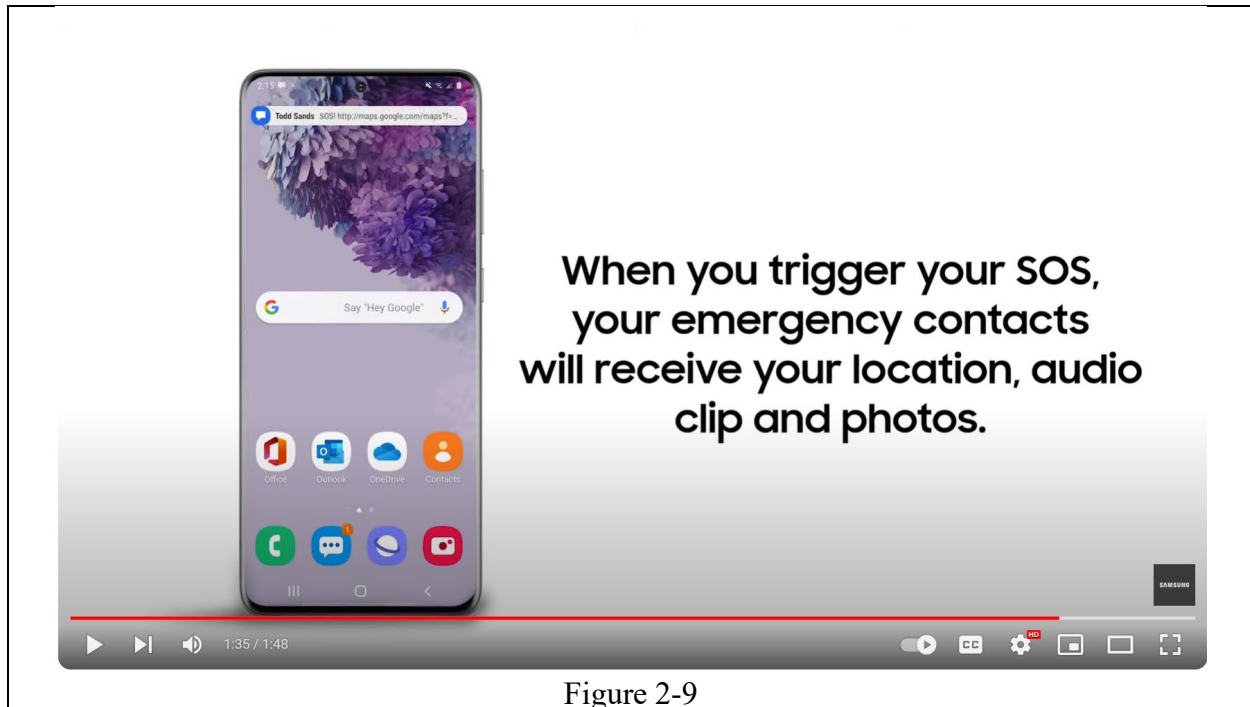 2:15
Todd Sands SOS! http://maps.google.com/maps?f=...
Say "Hey Google"
When you trigger your SOS,
your emergency contacts
will receive your location, audio
clip and photos.
Office Outlook OneDrive Contacts
1
SAMSUNG
1:35 / 1:48
CC
HD
Figure 2-9